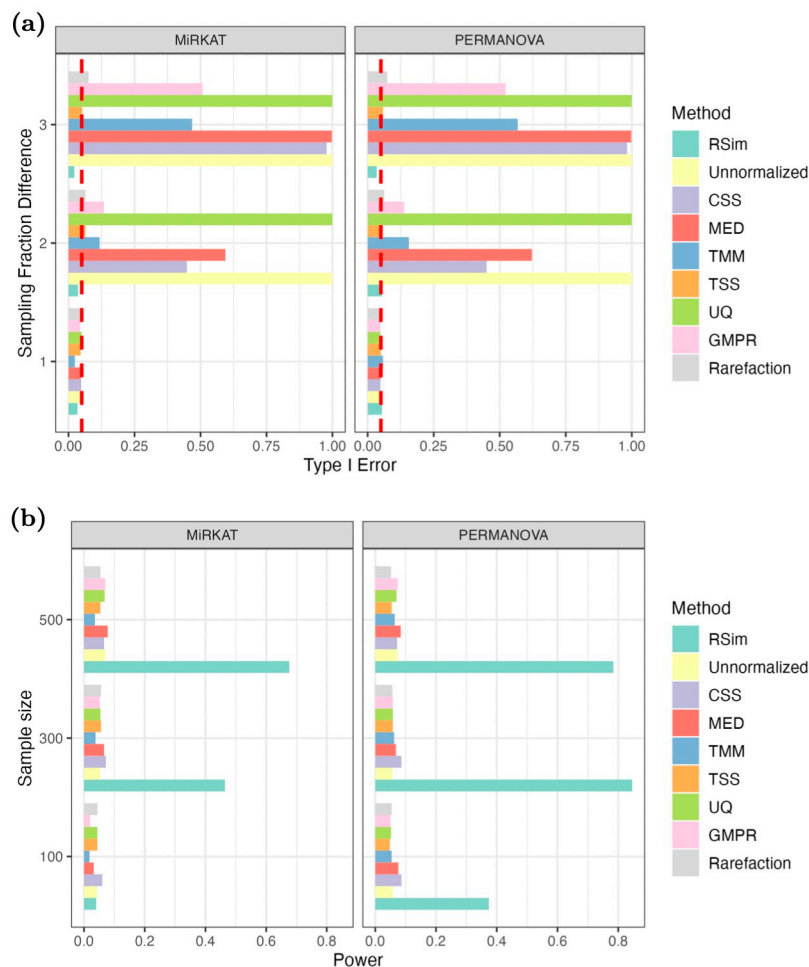 (a)
MiRKAT
PERMANOVA
Sampling Fraction Difference
3
2
1
0.00 0.25 0.50 0.75 1.00
0.00 0.25 0.50 0.75 1.00
Type I Error
Method
RSim
Unnormalized
CSS
MED
TMM
TSS
UQ
GMPR
Rarefaction
(b)
MiRKAT
PERMANOVA
Sample size
500
300
100
0.0 0.2 0.4 0.6 0.8
0.0 0.2 0.4 0.6 0.8
Power
Method
RSim
Unnormalized
CSS
MED
TMM
TSS
UQ
GMPR
Rarefaction